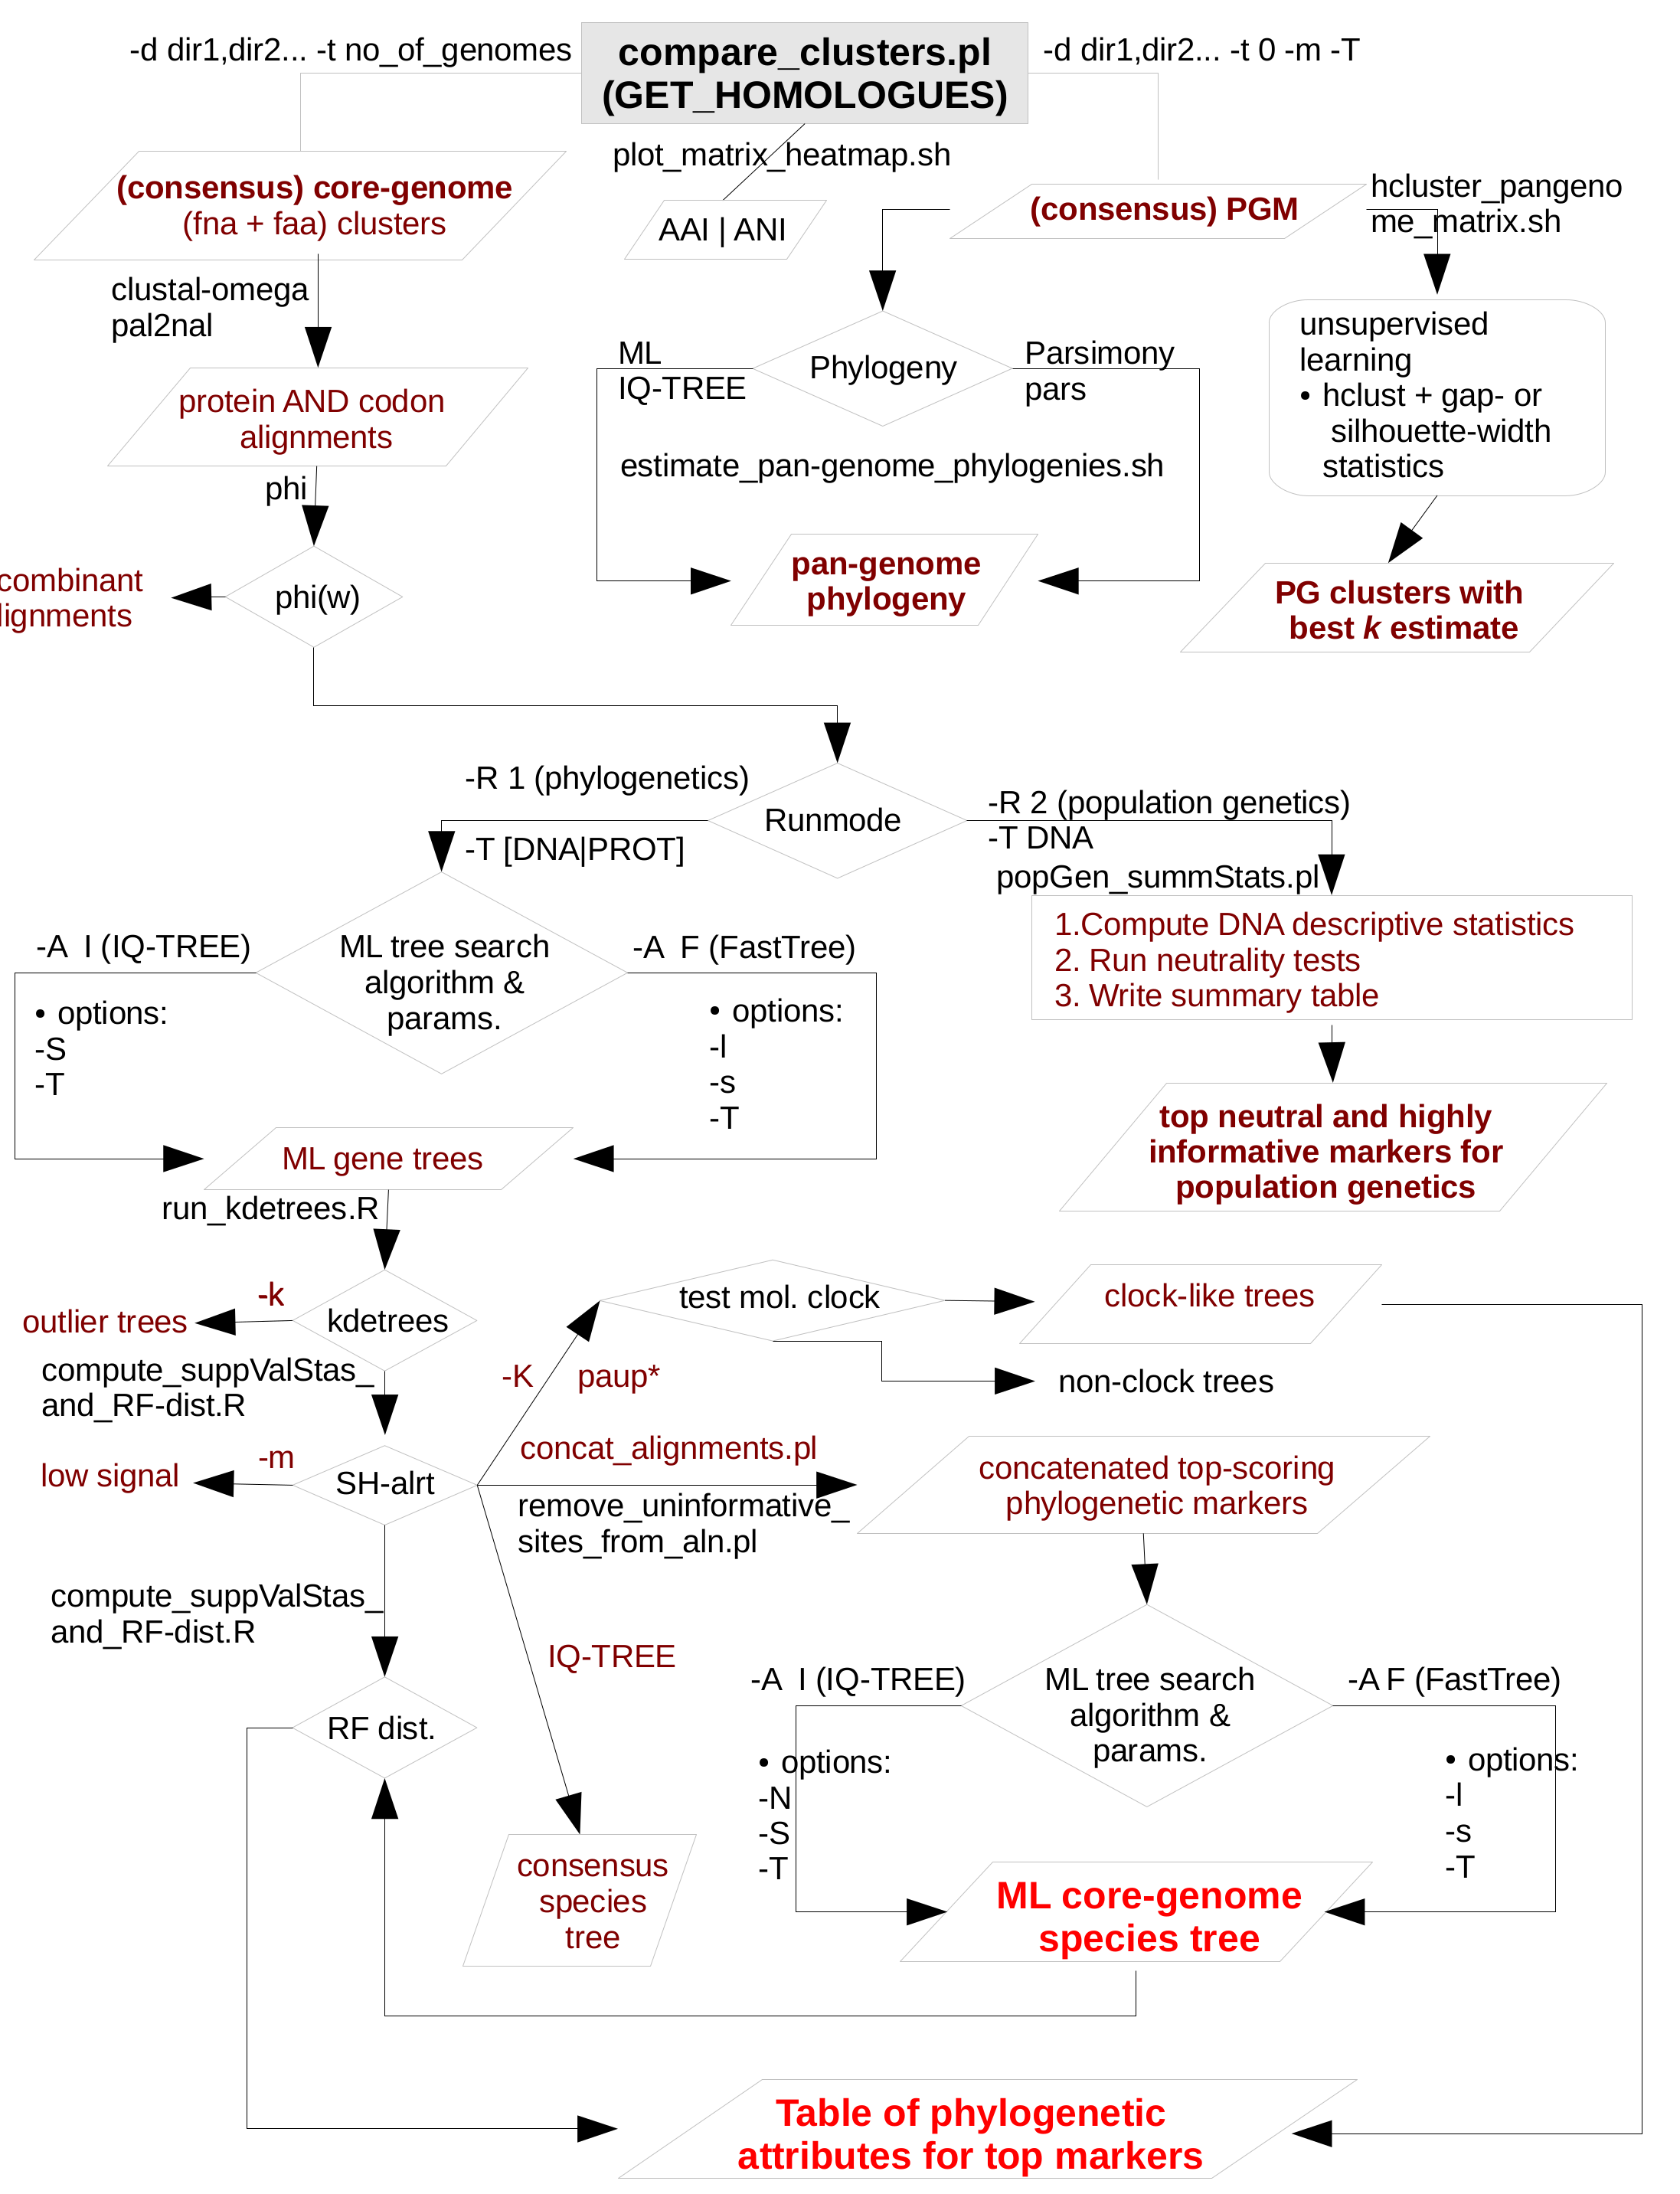 -d dir1,dir2... -t no_of_genomes
compare_clusters.pl
(GET_HOMOLOGUES)
-d dir1,dir2... -t 0 -m -T
plot_matrix_heatmap.sh
(consensus) core-genome
(fna + faa) clusters
AAI | ANI
(consensus) PGM
hcluster_pangeno
me_matrix.sh
clustal-omega
pal2nal
ML
IQ-TREE
Phylogeny
Parsimony
pars
unsupervised
learning
• hclust + gap- or
silhouette-width
statistics
protein AND codon
alignments
estimate_pan-genome_phylogenies.sh
phi
pan-genome
phylogeny
PG clusters with
best k estimate
combinant
lignments
phi(w)
-R 1 (phylogenetics)
-T [DNA|PROT]
Runmode
-R 2 (population genetics)
-T DNA
popGen_summStats.pl
1.Compute DNA descriptive statistics
2. Run neutrality tests
3. Write summary table
-A I (IQ-TREE)
ML tree search
algorithm &
params.
-A F (FastTree)
• options:
-S
-T
• options:
-l
-s
-T
top neutral and highly
informative markers for
population genetics
ML gene trees
run_kdetrees.R
-k
outlier trees
kdetrees
test mol. clock
clock-like trees
compute_suppValStas_
and_RF-dist.R
-K
paup*
non-clock trees
-m
low signal
SH-alrt
concat_alignments.pl
remove_uninformative_
sites_from_aln.pl
concatenated top-scoring
phylogenetic markers
compute_suppValStas_
and_RF-dist.R
IQ-TREE
RF dist.
-A I (IQ-TREE)
ML tree search
algorithm &
params.
-A F (FastTree)
• options:
-N
-S
-T
• options:
-l
-s
-T
consensus
species
tree
ML core-genome
species tree
Table of phylogenetic
attributes for top markers